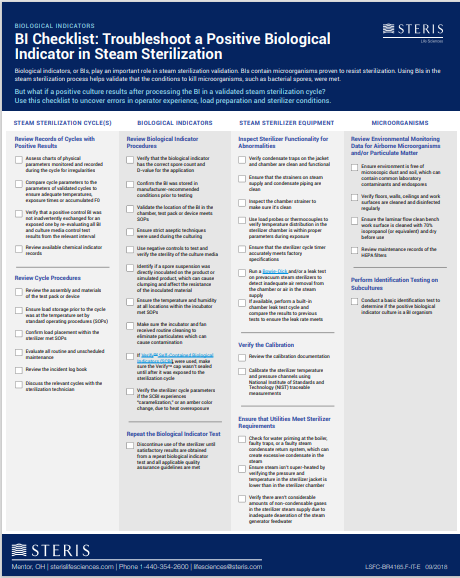 BIOLOGICAL INDICATORS
BI Checklist: Troubleshoot a Positive Biological
Indicator in Steam Sterilization
STERIS
Life Sciences
Biological indicators, or BIs, play an important role in steam sterilization validation. BIs contain microorganisms proven to resist sterilization. Using BIs in the
steam sterilization process helps validate that the conditions to kill microorganisms, such as bacterial spores, were met.
But what if a positive culture results after processing the BI in a validated steam sterilization cycle?
Use this checklist to uncover errors in operator experience, load preparation and sterilizer conditions.
STEAM STERILIZATION CYCLE(S)
Review Records of Cycles with
Positive Results
Assess charts of physical
parameters monitored and recorded
during the cycle for irregularities
Compare cycle parameters to the
parameters of validated cycles to
ensure adequate temperatures,
exposure times or accumulated F0
Verify that a positive control BI was
not inadvertently exchanged for an
exposed one by re-evaluating all BI
and culture media control test
results from the relevant interval
Review available chemical indicator
records
Review Cycle Procedures
Review the assembly and materials
of the test pack or device
Ensure load storage prior to the cycle
was at the temperature set by
standard operating procedures (SOPs)
Confirm load placement within the
sterilizer met SOPs
Evaluate all routine and unscheduled
maintenance
Review the incident log book
Discuss the relevant cycles with the
sterilization technician
BIOLOGICAL INDICATORS
Review Biological Indicator
Procedures
Verify that the biological indicator
has the correct spore count and
D-value for the application
Confirm the BI was stored in
manufacturer-recommended
conditions prior to testing
Validate the location of the BI in the
chamber, test pack or device meets
SOPs
Ensure strict aseptic techniques
were used during the culturing
Use negative controls to test and
verify the sterility of the culture media
Identify if a spore suspension was
directly inoculated on the product or
simulated product, which can cause
clumping and affect the resistance
of the inoculated material
Ensure the temperature and humidity
at all locations within the incubator
met SOPs
Make sure the incubator and fan
received routine cleaning to
eliminate particulates which can
cause contamination
If Verify™ Self-Contained Biological
Indicators (SCBI) were used, make
sure the Verify™ cap wasn't sealed
until after it was exposed to the
sterilization cycle
Verify the sterilizer cycle parameters
if the SCBI experiences
"caramelization," or an amber color
change, due to heat overexposure
Repeat the Biological Indicator Test
Discontinue use of the sterilizer until
satisfactory results are obtained
from a repeat biological indicator
test and all applicable quality
assurance guidelines are met
STEAM STERILIZER EQUIPMENT
Inspect Sterilizer Functionality for
Abnormalities
Verify condensate traps on the jacket
and chamber are clean and functional
Ensure that the strainers on steam
supply and condensate piping are
clean
Inspect the chamber strainer to
make sure it's clean
Use load probes or thermocouples to
verify temperature distribution in the
sterilizer chamber is within proper
parameters during exposure
Ensure that the sterilizer cycle timer
accurately meets factory
specifications
Run a Bowie-Dick and/or a leak test
on prevacuum steam sterilizers to
detect inadequate air removal from
the chamber or air in the steam
supply
If available, perform a built-in
chamber leak test cycle and
compare the results to previous
tests to ensure the leak rate meets
Verify the Calibration
Review the calibration documentation
Calibrate the sterilizer temperature
and pressure channels using
National Institute of Standards and
Technology (NIST) traceable
measurements
Ensure that Utilities Meet Sterilizer
Requirements
Check for water priming at the boiler,
faulty traps, or a faulty steam
condensate return system, which can
create excessive condensate in the
steam
Ensure steam isn't super-heated by
verifying the pressure and
temperature in the sterilizer jacket is
lower than in the sterilizer chamber
Verify there aren't considerable
amounts of non-condensable gases
in the sterilizer steam supply due to
inadequate deaeration of the steam
generator feedwater
MICROORGANISMS
Review Environmental Monitoring
Data for Airborne Microorganisms
and/or Particulate Matter
Ensure environment is free of
microscopic dust and soil, which can
contain common laboratory
contaminants and endospores
Verify floors, walls, ceilings and work
surfaces are cleaned and disinfected
regularly
Ensure the laminar flow clean bench
work surface is cleaned with 70%
isopropanol (or equivalent) and dry
before use
Review maintenance records of the
HEPA filters
Perform Identification Testing on
Subcultures
Conduct a basic identification test to
determine if the positive biological
indicator culture is a BI organism
STERIS
Mentor, OH | sterislifesciences.com | Phone 1-440-354-2600 | lifesciences@steris.com
LSFC-BR4165.F-IT-E 09/2018